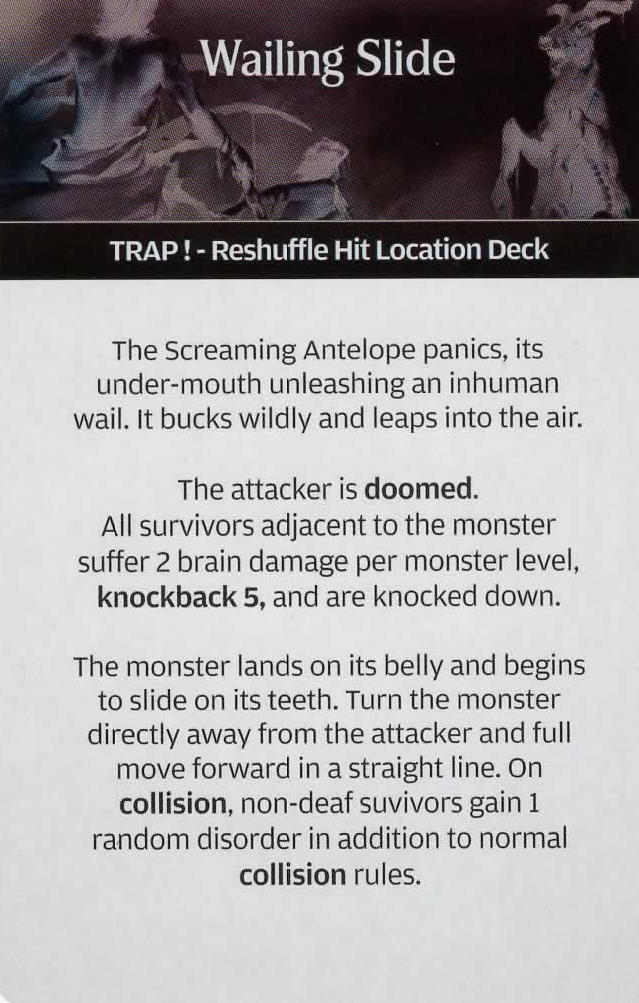 Wailing Slide
TRAP! - Reshuffle Hit Location Deck
The Screaming Antelope panics, its
under-mouth unleashing an inhuman
wail. It bucks wildly and leaps into the air.
The attacker is doomed.
All survivors adjacent to the monster
suffer 2 brain damage per monster level,
knockback 5, and are knocked down.
The monster lands on its belly and begins
to slide on its teeth. Turn the monster
directly away from the attacker and full
move forward in a straight line. On
collision, non-deaf suvivors gain 1
random disorder in addition to normal
collision rules.